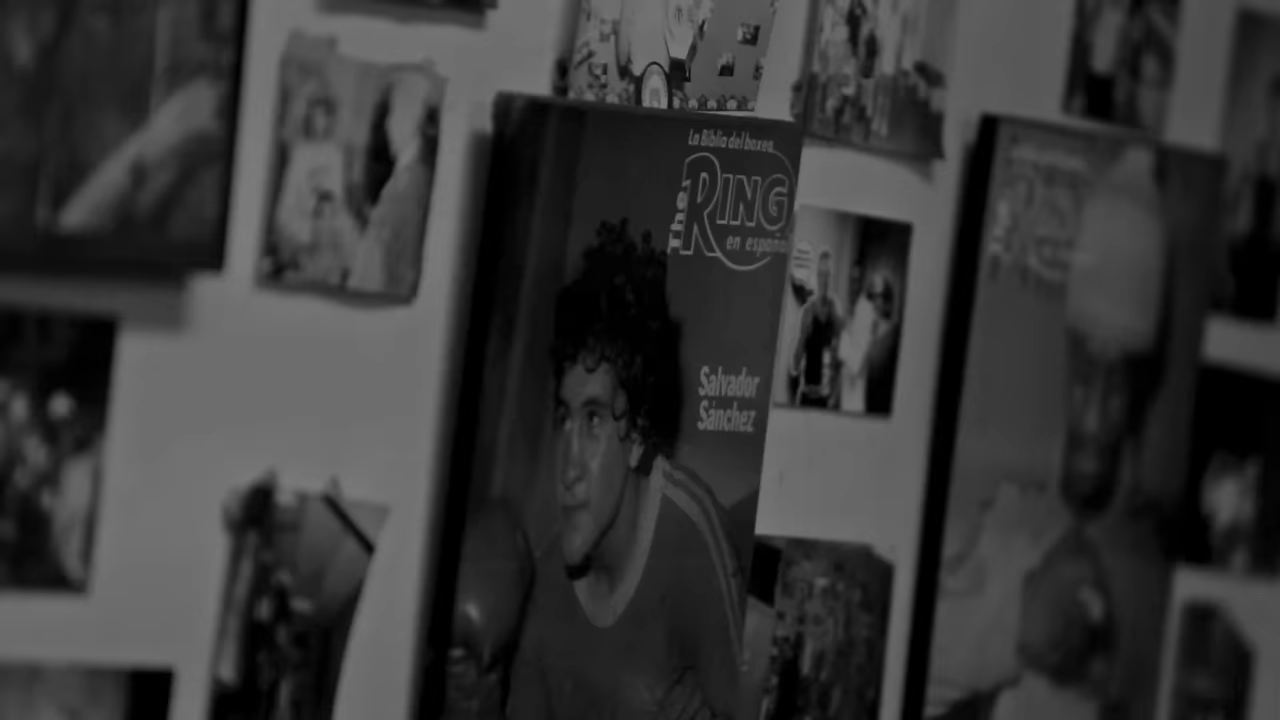 La Biblia del boxeo...
The RING
en español
Salvador
Sánchez